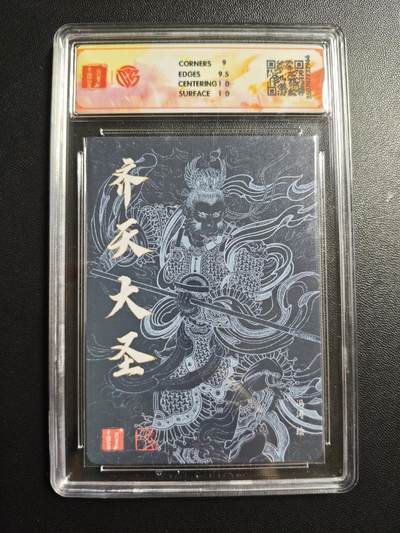 CORNERS 9
EDGES 9.5
CENTERING 10
SURFACE 10
齐天大圣